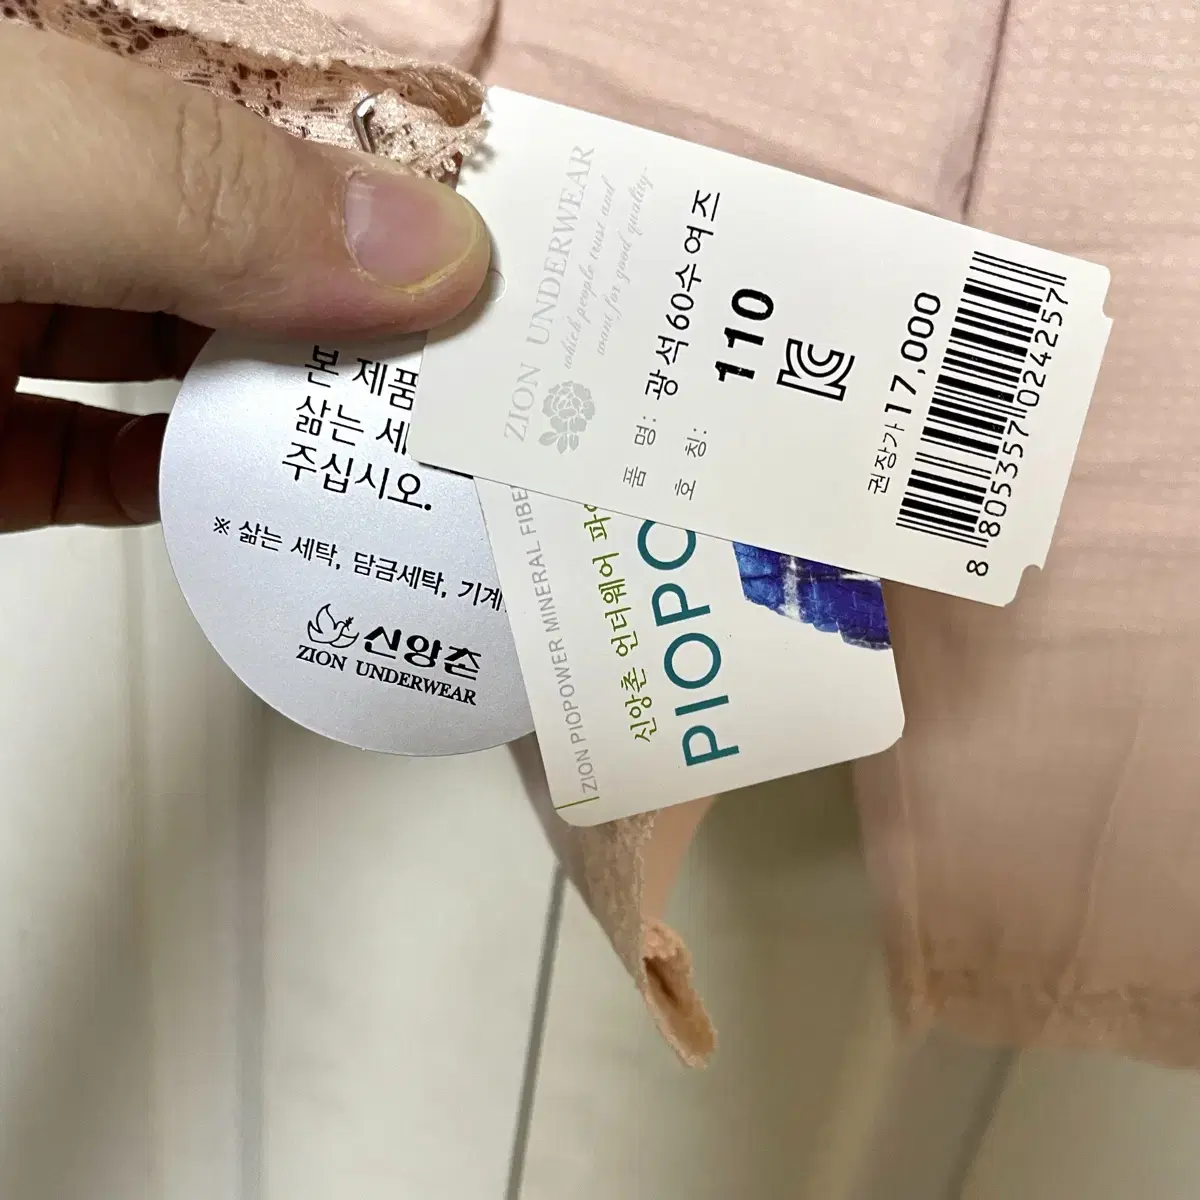 ZION UNDERWEAR
which people trust and
want for good quality.
품 명: 광석60수여즈
호 칭: 110
권장가17,000
8 805357 024257
본 제품
삶는 세
주십시오.
※ 삶는 세탁, 담금세탁, 기계
신앙촌
ZION UNDERWEAR
ZION PIOPOWER MINERAL FIBE
신앙촌 언더웨어 파
PIOPO